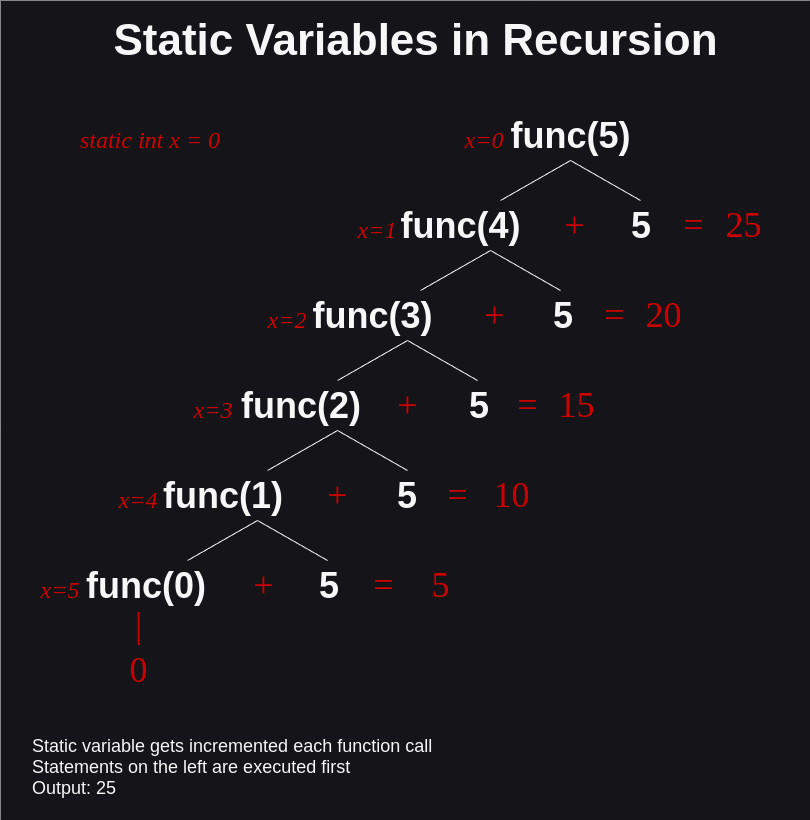 Static Variables in Recursion
static int x = 0
x=0 func(5)
x=1 func(4) + 5 = 25
x=2 func(3) + 5 = 20
x=3 func(2) + 5 = 15
x=4 func(1) + 5 = 10
x=5 func(0) + 5 = 5
0
Static variable gets incremented each function call
Statements on the left are executed first
Output: 25